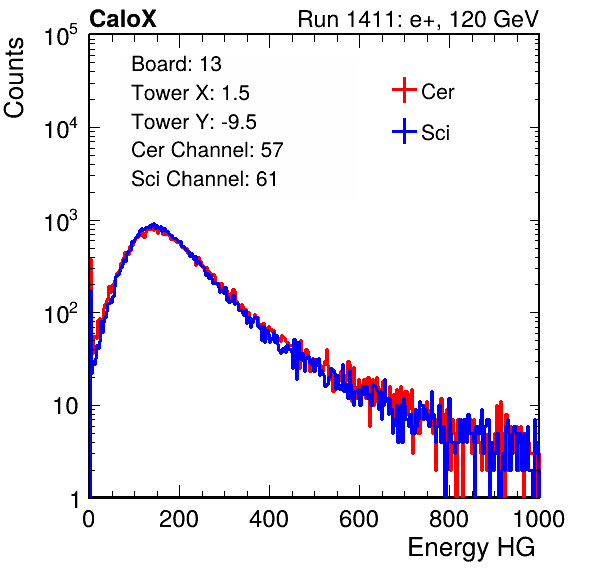 CaloX Run 1411: e+, 120 GeV
Counts
Board: 13
Tower X: 1.5
Tower Y: -9.5
Cer Channel: 57
Sci Channel: 61
Cer
Sci
10^5
10^4
10^3
10^2
10
1
0 200 400 600 800 1000
Energy HG